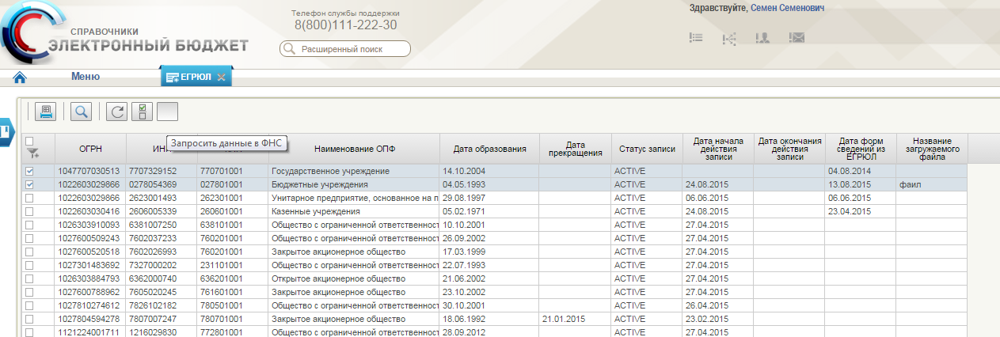 Телефон службы поддержки
8(800)111-222-30
Здравствуйте, Семен Семенович
СПРАВОЧНИКИ
ЭЛЕКТРОННЫЙ БЮДЖЕТ
Расширенный поиск
Меню
ЕГРЮЛ
Запросить данные в ФНС
ОГРН ИНН Наименование ОПФ Дата образования Дата прекращения Статус записи Дата начала действия записи Дата окончания действия записи Дата форм сведений из ЕГРЮЛ Название загружаемого файла
1047707030513 7707329152 770701001 Государственное учреждение 14.10.2004 ACTIVE 04.08.2014
1022603029866 0278054369 027801001 Бюджетные учреждения 04.05.1993 ACTIVE 24.08.2015 13.08.2015 фаил
1022603029866 2623001493 262301001 Унитарное предприятие, основанное на п 29.08.1997 ACTIVE 06.06.2015 06.06.2015
1022603030416 2606005339 260601001 Казенные учреждения 05.02.1971 ACTIVE 24.08.2015 23.04.2015
1026303910093 6381007250 638101001 Общество с ограниченной ответственност 10.10.2001 ACTIVE 27.04.2015
1027600509243 7602037233 760201001 Общество с ограниченной ответственност 26.09.2002 ACTIVE 27.04.2015
1027600520518 7602026993 760201001 Закрытое акционерное общество 17.03.1999 ACTIVE 27.04.2015
1027301483692 7327000202 231101001 Общество с ограниченной ответственност 22.07.1993 ACTIVE 27.04.2015
1026303884793 6362000740 636201001 Открытое акционерное общество 21.06.2002 ACTIVE 27.04.2015
1027600788962 7605020245 761601001 Закрытое акционерное общество 23.10.2002 ACTIVE 27.04.2015
1027810274612 7826102182 780501001 Общество с ограниченной ответственност 30.10.2001 ACTIVE 26.04.2015
1027804594278 7807007247 780701001 Закрытое акционерное общество 18.06.1992 21.01.2015 ACTIVE 23.02.2015
1121224001711 1216029830 772801001 Общество с ограниченной ответственност 28.09.2012 ACTIVE 27.04.2015